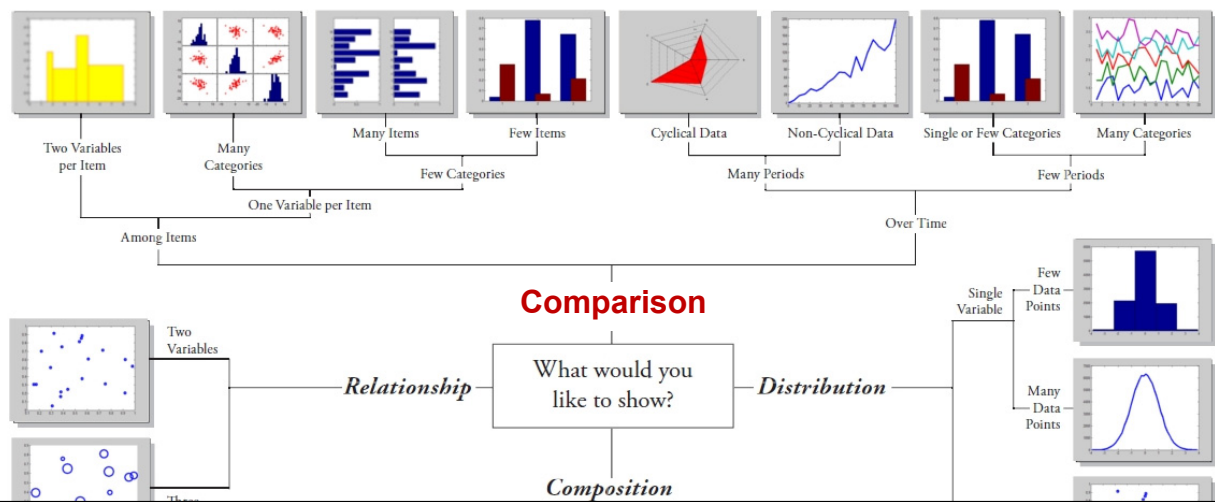 Two Variables
per Item
Many
Categories
Many Items
Few Items
Cyclical Data
Non-Cyclical Data
Single or Few Categories
Many Categories
Few Categories
Many Periods
Few Periods
One Variable per Item
Over Time
Among Items
Comparison
Single
Variable
Few
Data
Points
Two
Variables
What would you
like to show?
Relationship
Distribution
Many
Data
Points
Composition
Three